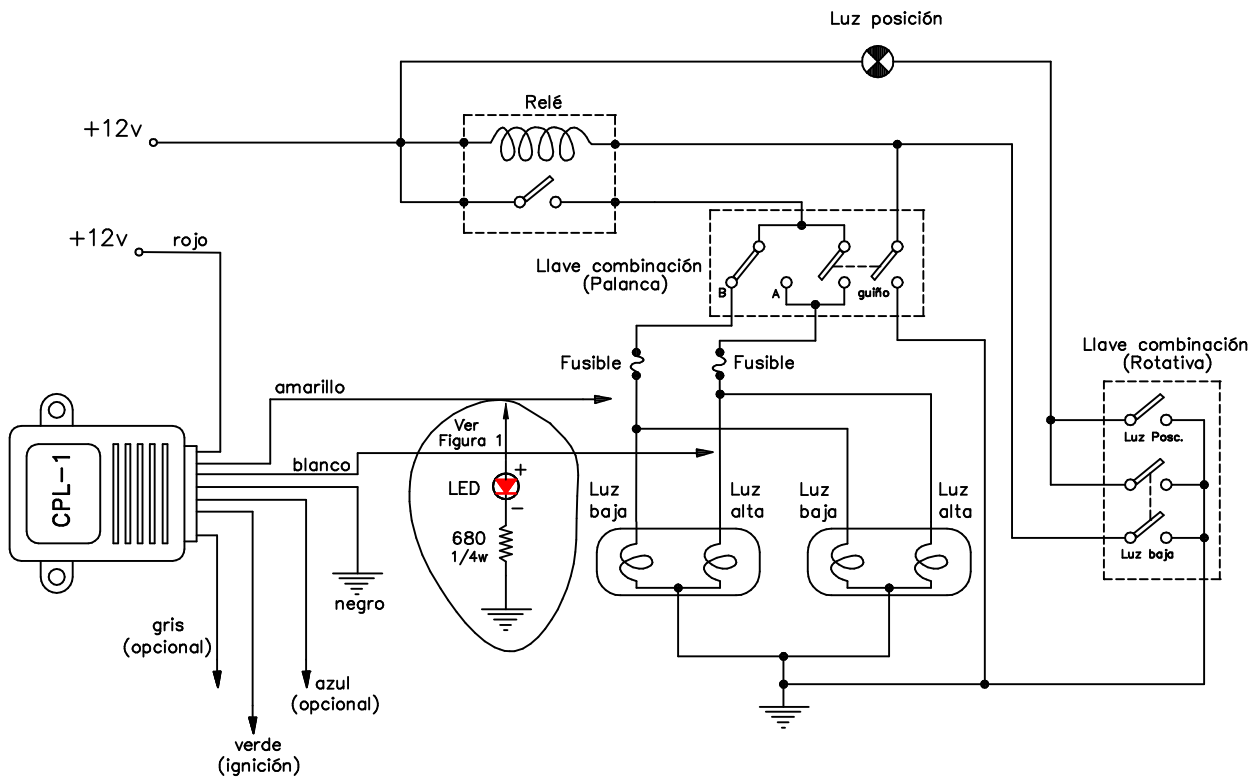 Luz posición
Relé
+12v
+12v
rojo
Llave combinación
(Palanca)
B
A
guiño
Llave combinación
(Rotativa)
Fusible
Fusible
amarillo
Ver
Figura 1
Luz Posc.
blanco
CPL-1
LED
+
−
Luz
baja
Luz
alta
Luz
baja
Luz
alta
680
1/4w
Luz baja
negro
gris
(opcional)
azul
(opcional)
verde
(ignición)